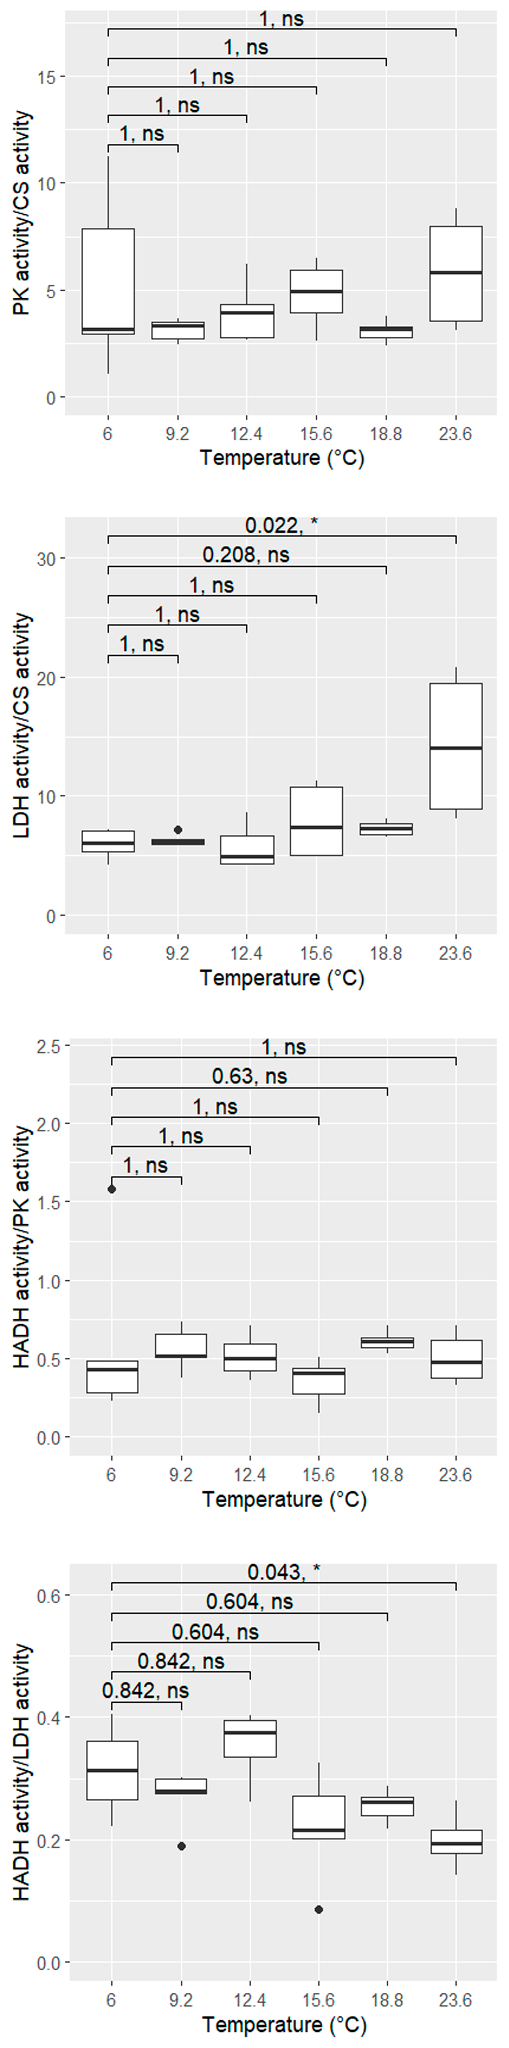 1, ns
1, ns
1, ns
1, ns
1, ns
PK activity/CS activity
15
10
5
0
6 9.2 12.4 15.6 18.8 23.6
Temperature (°C)
0.022, *
0.208, ns
1, ns
1, ns
1, ns
LDH activity/CS activity
30
20
10
0
6 9.2 12.4 15.6 18.8 23.6
Temperature (°C)
1, ns
0.63, ns
1, ns
1, ns
1, ns
HADH activity/PK activity
2.5
2.0
1.5
1.0
0.5
0.0
6 9.2 12.4 15.6 18.8 23.6
Temperature (°C)
0.043, *
0.604, ns
0.604, ns
0.842, ns
0.842, ns
HADH activity/LDH activity
0.6
0.4
0.2
0.0
6 9.2 12.4 15.6 18.8 23.6
Temperature (°C)